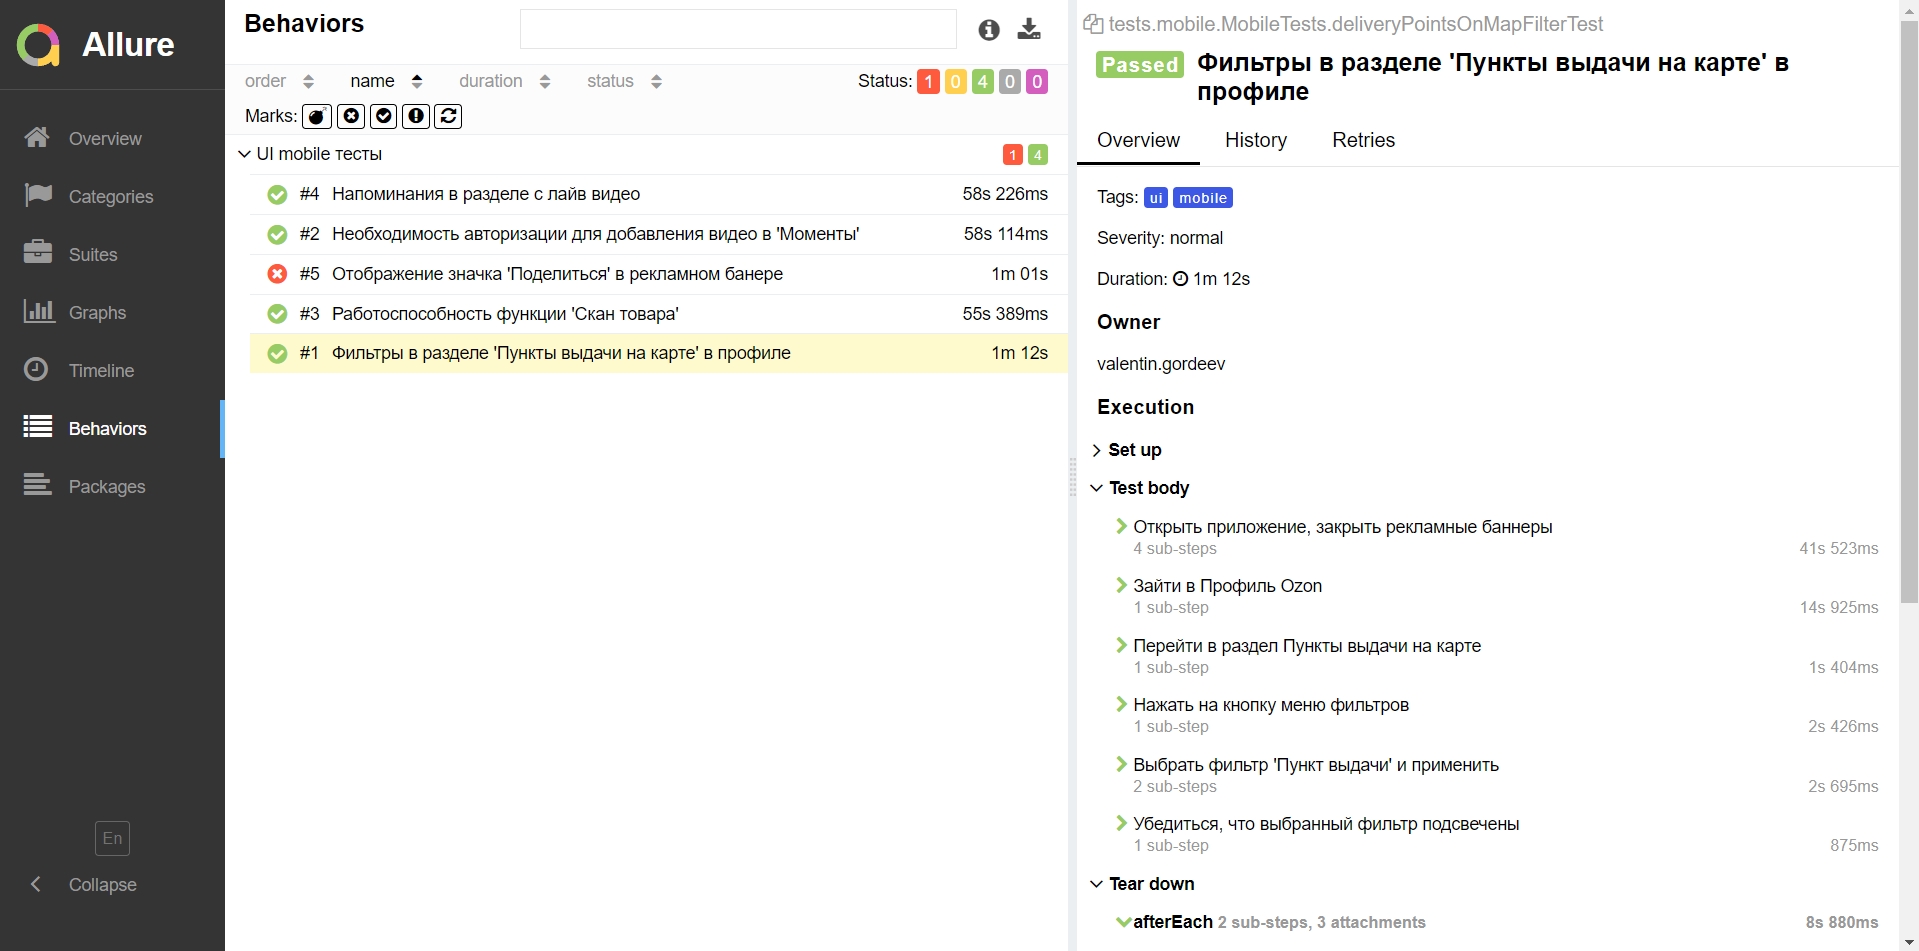 Allure
Overview
Categories
Suites
Graphs
Timeline
Behaviors
Packages
En
Collapse
Behaviors
order name duration status Status: 1 0 4 0 0
Marks:
UI mobile тесты 1 4
#4 Напоминания в разделе с лайв видео 58s 226ms
#2 Необходимость авторизации для добавления видео в 'Моменты' 58s 114ms
#5 Отображение значка 'Поделиться' в рекламном банере 1m 01s
#3 Работоспособность функции 'Скан товара' 55s 389ms
#1 Фильтры в разделе 'Пункты выдачи на карте' в профиле 1m 12s
tests.mobile.MobileTests.deliveryPointsOnMapFilterTest
Passed Фильтры в разделе 'Пункты выдачи на карте' в
профиле
Overview History Retries
Tags: ui mobile
Severity: normal
Duration: 1m 12s
Owner
valentin.gordeev
Execution
Set up
Test body
Открыть приложение, закрыть рекламные баннеры
4 sub-steps 41s 523ms
Зайти в Профиль Ozon
1 sub-step 14s 925ms
Перейти в раздел Пункты выдачи на карте
1 sub-step 1s 404ms
Нажать на кнопку меню фильтров
1 sub-step 2s 426ms
Выбрать фильтр 'Пункт выдачи' и применить
2 sub-steps 2s 695ms
Убедиться, что выбранный фильтр подсвечены
1 sub-step 875ms
Tear down
afterEach 2 sub-steps, 3 attachments 8s 880ms